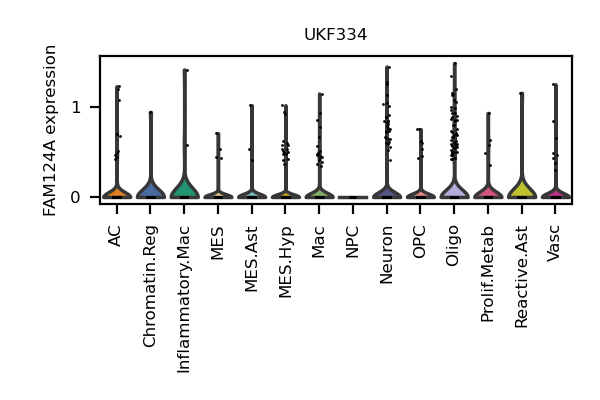 UKF334
FAM124A expression
1
0
AC
Chromatin.Reg
Inflammatory.Mac
MES
MES.Ast
MES.Hyp
Mac
NPC
Neuron
OPC
Oligo
Prolif.Metab
Reactive.Ast
Vasc